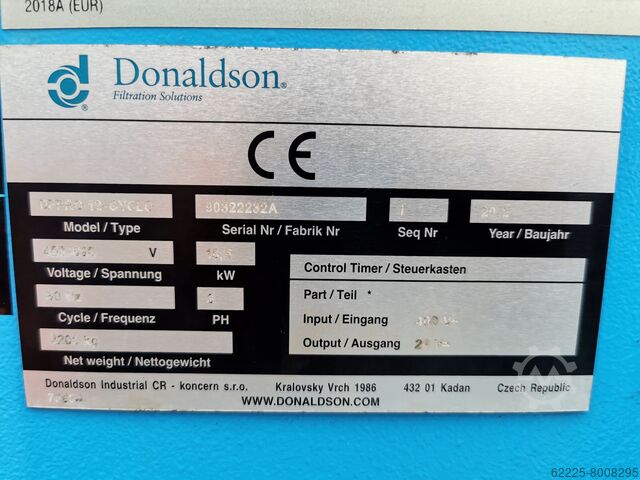 2018A (EUR)
Donaldson®
Filtration Solutions
CE
90322232A 1
Model / Type Serial Nr / Fabrik Nr Seq Nr Year / Baujahr
V
Voltage / Spannung kW
Control Timer / Steuerkasten
Part / Teil *
Cycle / Frequenz PH
Input / Eingang
Output / Ausgang
kg
Net weight / Nettogewicht
Donaldson Industrial CR - koncern s.r.o. Kralovsky Vrch 1986 432 01 Kadan Czech Republic
WWW.DONALDSON.COM
62225-8008295